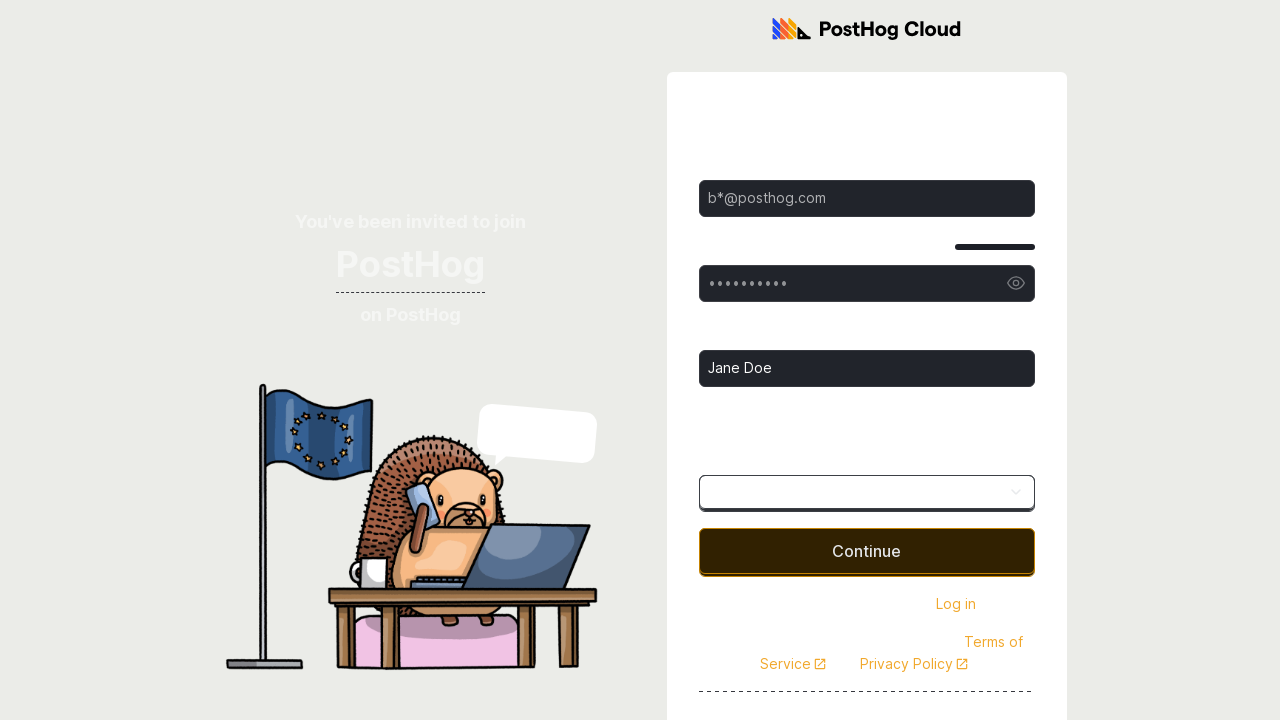 PostHog Cloud
You've been invited to join
PostHog
on PostHog
b*@posthog.com
••••••••••
Jane Doe
Continue
Log in
Terms of
Service
Privacy Policy